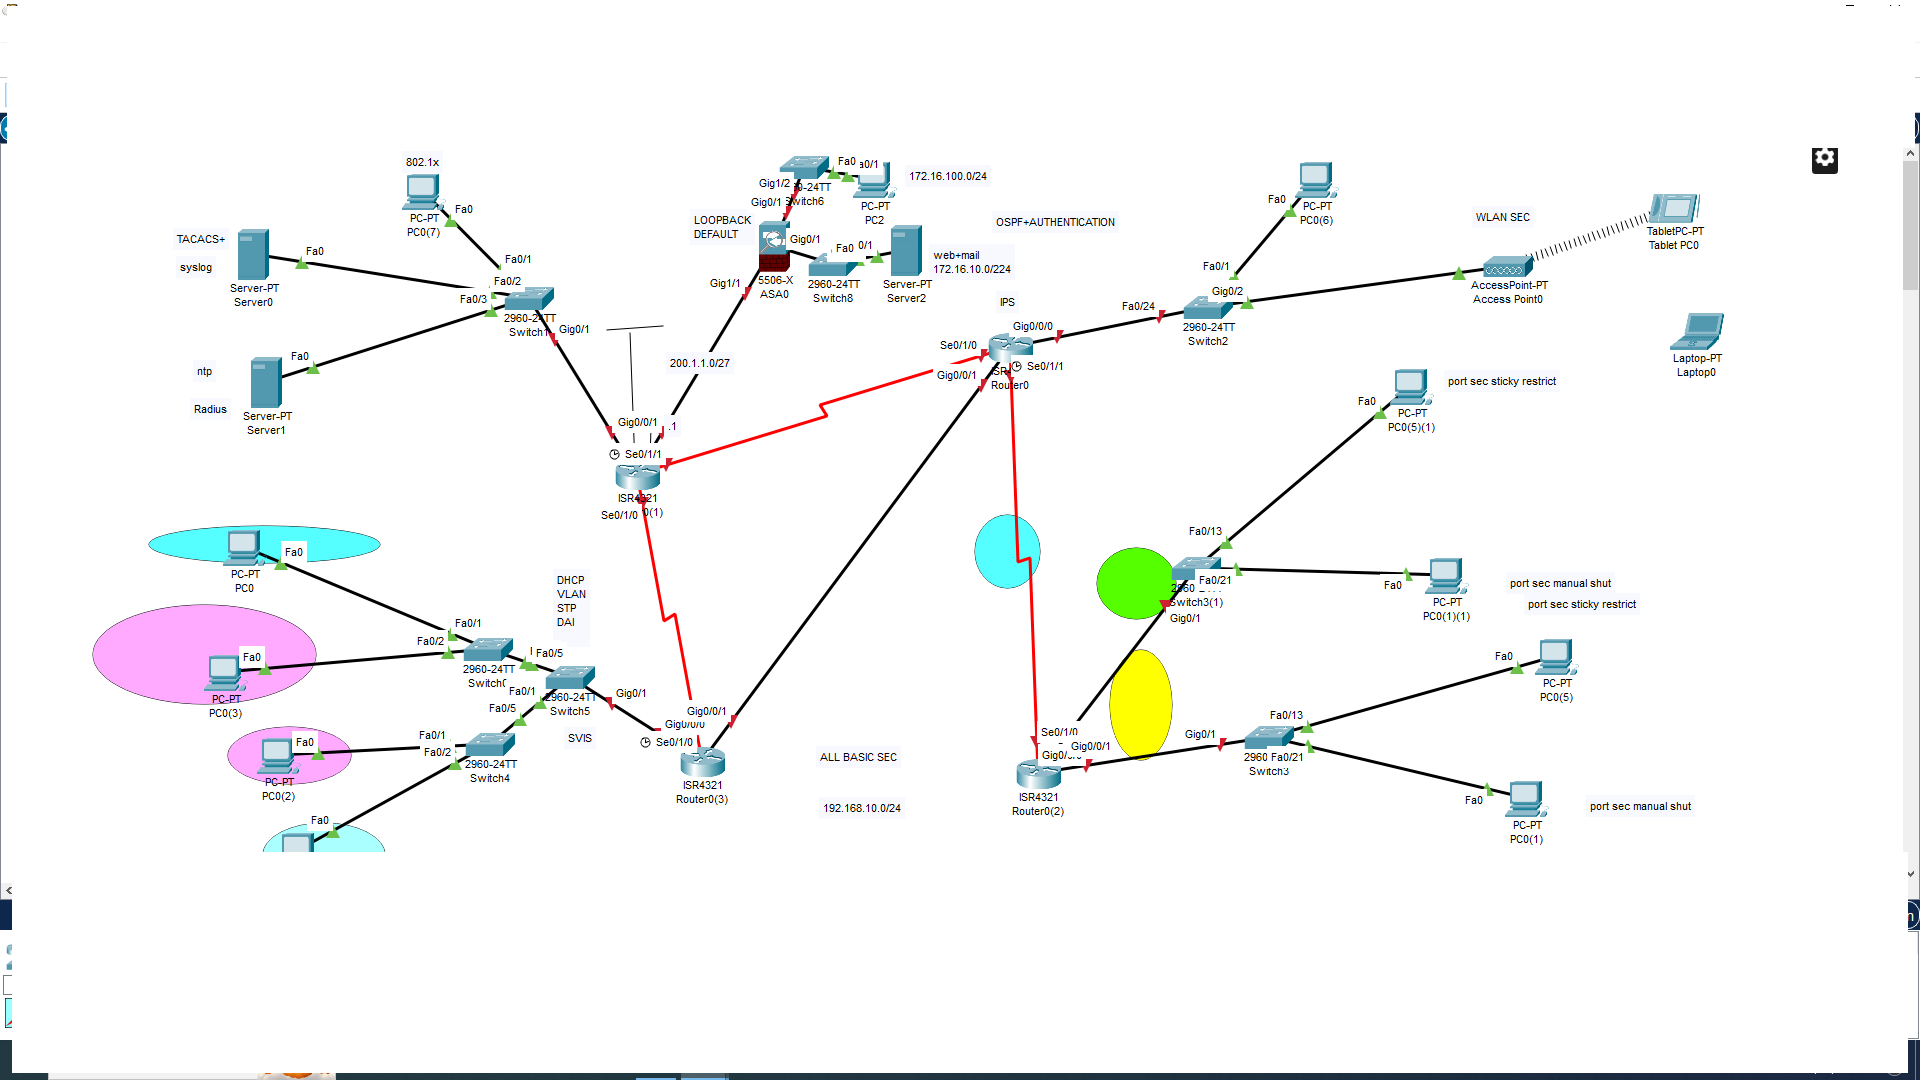 802.1x
Fa0
PC-PT
PC0(7)
TACACS+
syslog
Fa0
Server-PT
Server0
Fa0/1
Fa0/2
Fa0/3
2960-24TT
Switch1
Gig0/1
ntp
Radius
Fa0
Server-PT
Server1
Fa0
a0/1
Gig1/2
Switch6
Gig0/1
PC-PT
PC2
172.16.100.0/24
LOOPBACK
DEFAULT
Gig0/1
Fa0
0/1
Gig1/1
5506-X
ASA0
2960-24TT
Switch8
Server-PT
Server2
web+mail
172.16.10.0/224
OSPF+AUTHENTICATION
IPS
200.1.1.0/27
Gig0/0/1
.1
Se0/1/1
ISR4321
0(1)
Se0/1/0
Gig0/0/0
Se0/1/0
Gig0/0/1
Se0/1/1
Router0
Fa0/24
Fa0
PC-PT
PC0(6)
Fa0/1
Gig0/2
2960-24TT
Switch2
WLAN SEC
TabletPC-PT
Tablet PC0
AccessPoint-PT
Access Point0
Laptop-PT
Laptop0
port sec sticky restrict
Fa0
PC-PT
PC0(5)(1)
Fa0/13
Fa0/21
Switch3(1)
Gig0/1
Fa0
PC-PT
PC0(1)(1)
port sec manual shut
port sec sticky restrict
Fa0
PC-PT
PC0
DHCP
VLAN
STP
DAI
Fa0/1
Fa0/2
Fa0
PC-PT
PC0(3)
2960-24TT
Fa0/5
Fa0/1
2960-24TT
Switch5
Gig0/1
Fa0/5
SVIS
Fa0
PC-PT
PC0(2)
Fa0/1
Fa0/2
2960-24TT
Switch4
Fa0
Gig0/0/1
Gig0/0/0
Se0/1/0
ISR4321
Router0(3)
ALL BASIC SEC
192.168.10.0/24
Se0/1/0
Gig0/0/1
ISR4321
Router0(2)
Gig0/1
Fa0/13
2960 Fa0/21
Switch3
Fa0
PC-PT
PC0(5)
Fa0
PC-PT
PC0(1)
port sec manual shut